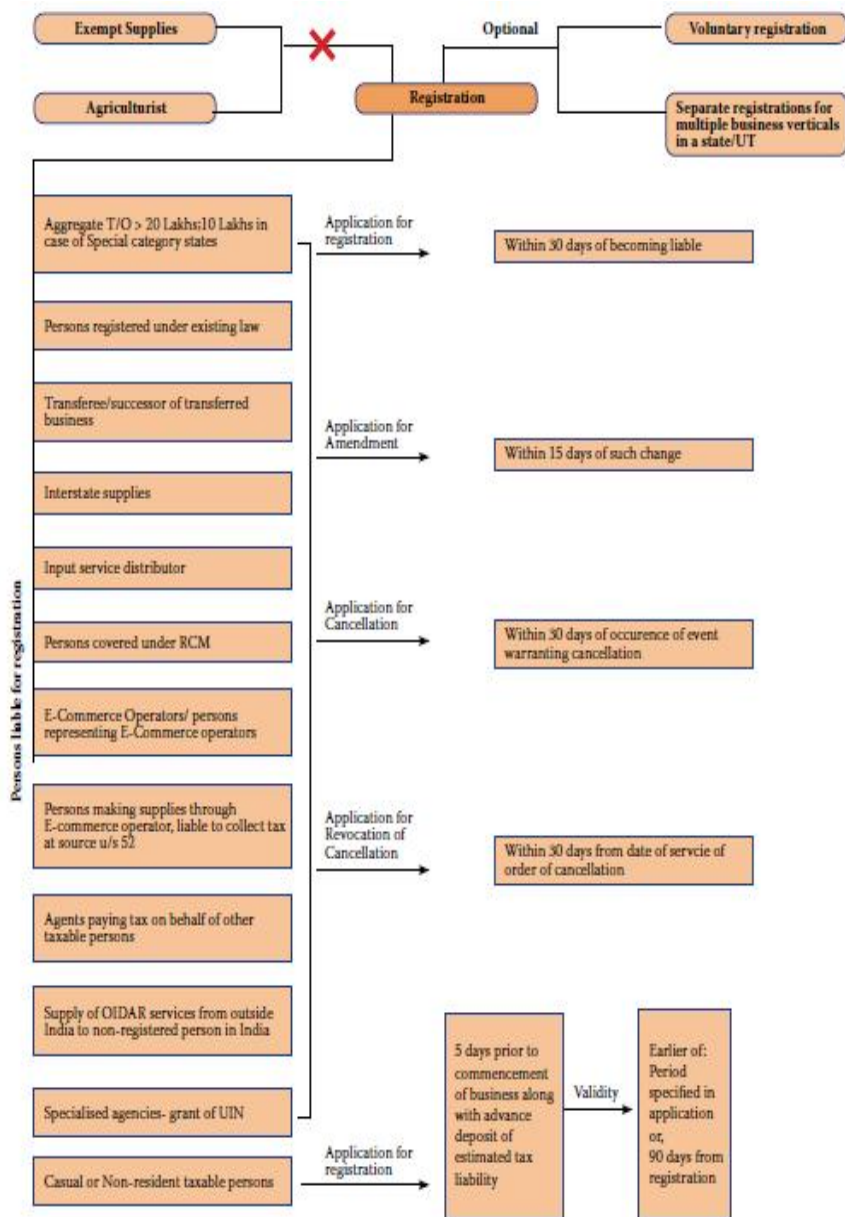 Exempt Supplies
Optional
Voluntary registration
Agriculturist
Registration
Separate registrations for
multiple business verticals
in a state/UT
Persons liable for registration
Aggregate T/O > 20 Lakhs;10 Lakhs in
case of Special category states
Application for
registration
Within 30 days of becoming liable
Persons registered under existing law
Transferee/successor of transferred
business
Application for
Amendment
Within 15 days of such change
Interstate supplies
Input service distributor
Application for
Cancellation
Within 30 days of occurence of event
warranting cancellation
Persons covered under RCM
E-Commerce Operators/ persons
representing E-Commerce operators
Persons making supplies through
E-commerce operator, liable to collect tax
at source u/s 52
Application for
Revocation of
Cancellation
Within 30 days from date of servcie of
order of cancellation
Agents paying tax on behalf of other
taxable persons
Supply of OIDAR services from outside
India to non-registered person in India
Specialised agencies- grant of UIN
Casual or Non-resident taxable persons
Application for
registration
5 days prior to
commencement
of business along
with advance
deposit of
estimated tax
liability
Validity
Earlier of:
Period
specified in
application
or,
90 days from
registration